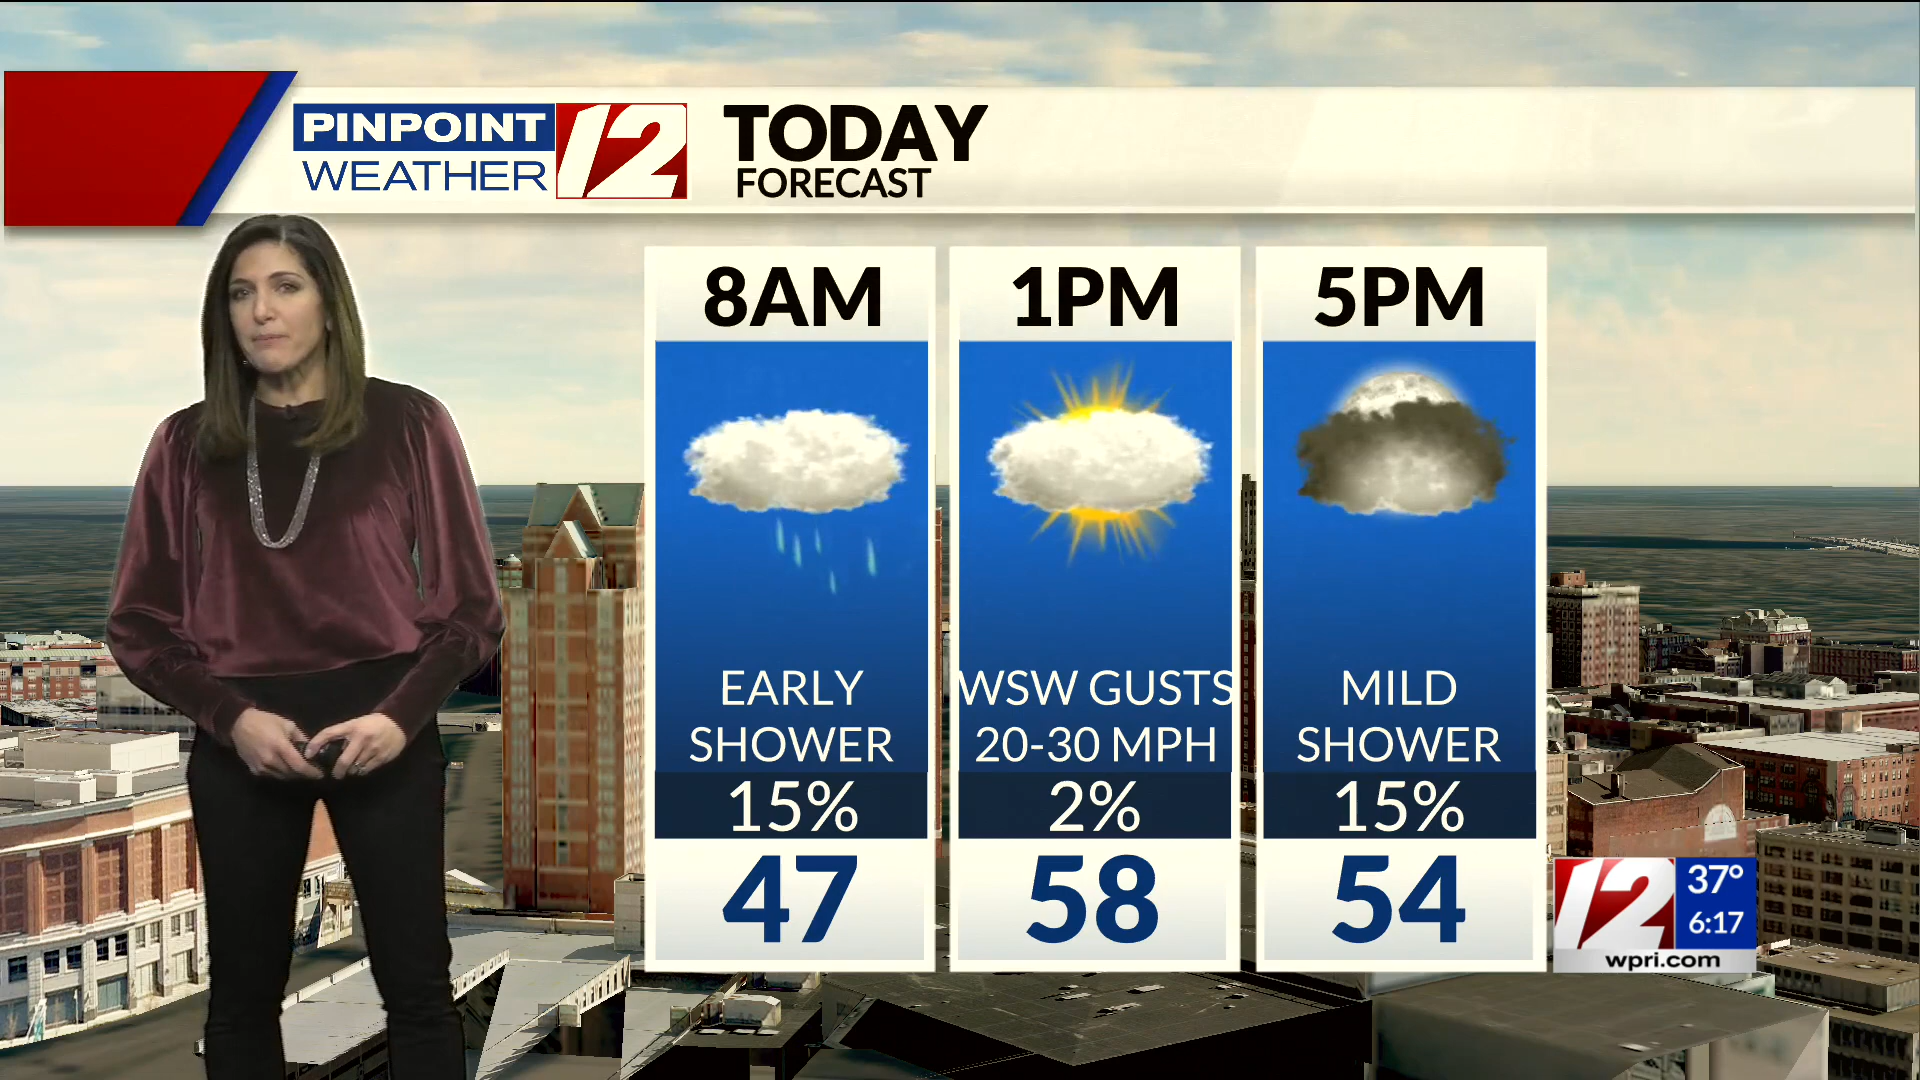 PINPOINT
WEATHER
12
TODAY
FORECAST
8AM
EARLY
SHOWER
15%
47
1PM
WSW GUSTS
20-30 MPH
2%
58
5PM
MILD
SHOWER
15%
54
12
37°
6:17
wpri.com